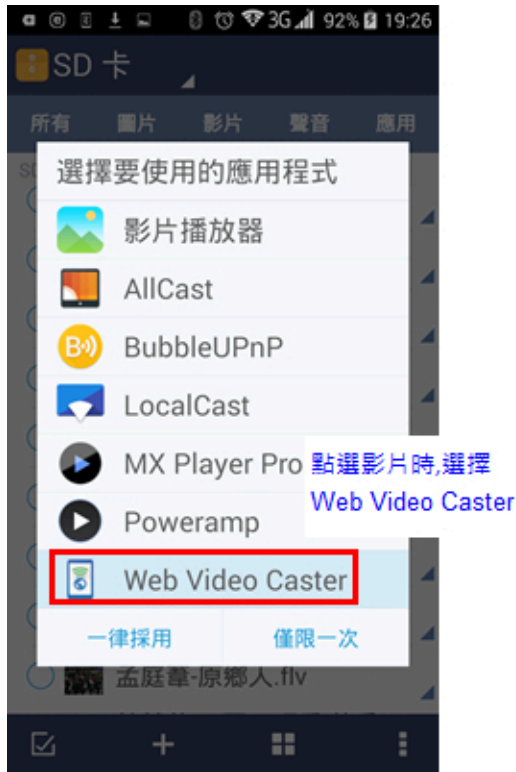 3G 92% 19:26
SD 卡
所有 圖片 影片 聲音 應用
選擇要使用的應用程式
影片播放器
AllCast
BubbleUPnP
LocalCast
MX Player Pro
點選影片時,選擇
Web Video Caster
Poweramp
Web Video Caster
一律採用 僅限一次
孟庭葦-原鄉人.flv